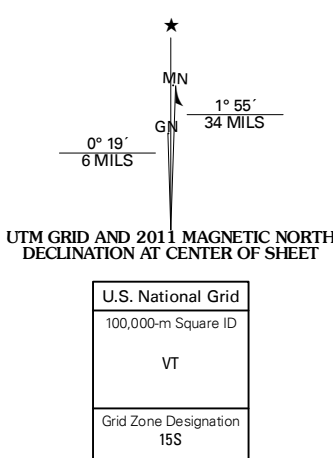 ★
MN
GN
1° 55´
34 MILS
0° 19´
6 MILS
UTM GRID AND 2011 MAGNETIC NORTH
DECLINATION AT CENTER OF SHEET
U.S. National Grid
100,000-m Square ID
VT
Grid Zone Designation
15S